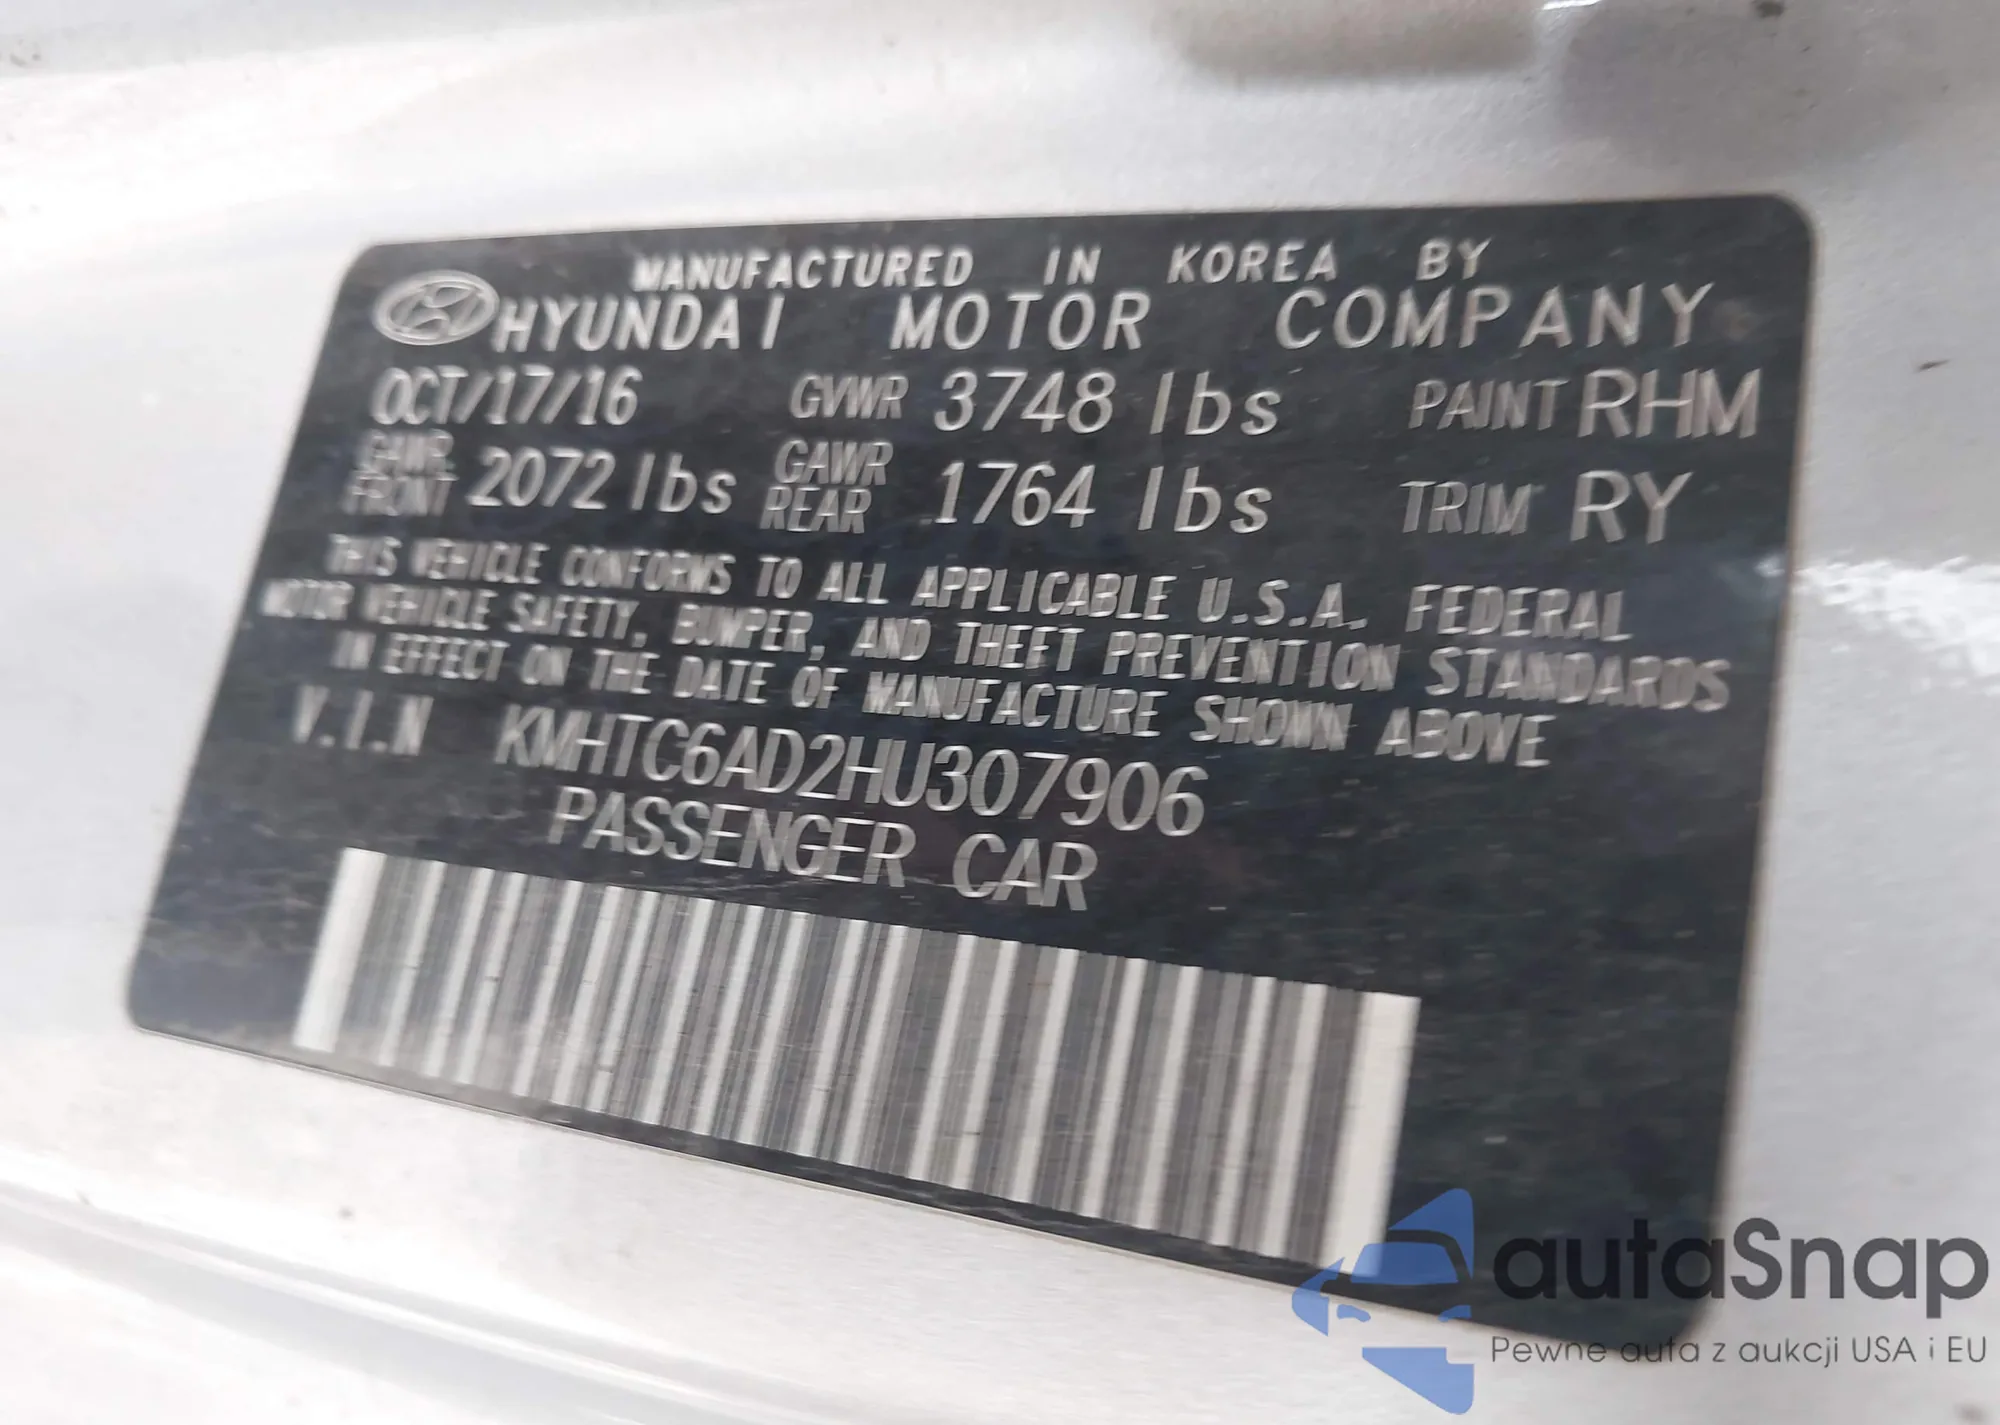 MANUFACTURED IN KOREA BY
HYUNDAI MOTOR COMPANY
OCT/17/16 GVWR 3748 lbs PAINT RHM
GAWR FRONT 2072 lbs GAWR REAR 1764 lbs TRIM RY
THIS VEHICLE CONFORMS TO ALL APPLICABLE U.S.A. FEDERAL
MOTOR VEHICLE SAFETY, BUMPER, AND THEFT PREVENTION STANDARDS
IN EFFECT ON THE DATE OF MANUFACTURE SHOWN ABOVE
V.I.N KMHTC6AD2HU307906
PASSENGER CAR
autaSnap
Pewne auta z aukcji USA i EU